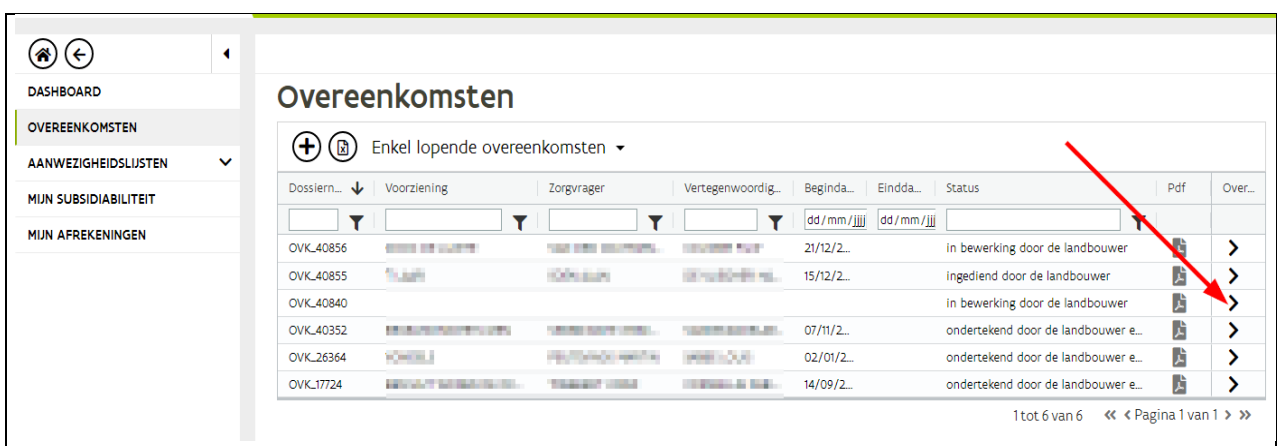 DASHBOARD
OVEREENKOMSTEN
AANWEZIGHEIDSLIJSTEN
MIJN SUBSIDIABILITEIT
MIJN AFREKENINGEN
Overeenkomsten
Enkel lopende overeenkomsten
Dossiern... Voorziening Zorgvrager Vertegenwoordig... Beginda... Eindda... Status Pdf Over...
dd/mm/jjjj dd/mm/jjj
OVK_40856 21/12/2... in bewerking door de landbouwer
OVK_40855 15/12/2... ingediend door de landbouwer
OVK_40840 in bewerking door de landbouwer
OVK_40352 07/11/2... ondertekend door de landbouwer e...
OVK_26364 02/01/2... ondertekend door de landbouwer e...
OVK_17724 14/09/2... ondertekend door de landbouwer e...
1 tot 6 van 6 Pagina 1 van 1